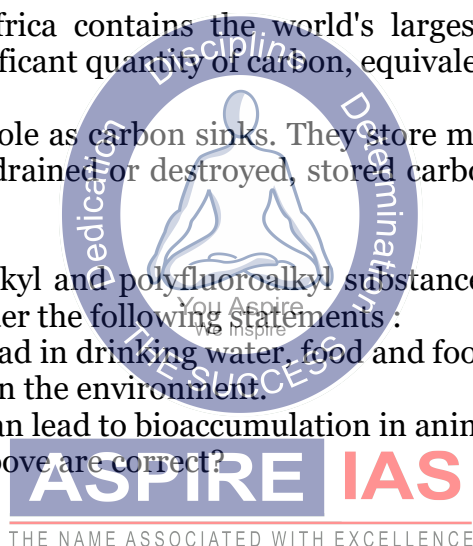 frica contains the world's larges
ificant quantity of carbon, equivale
ole as carbon sinks. They store m
drained or destroyed, stored carbo
kyl and polyfluoroalkyl substance
er the following statements :
ad in drinking water, food and foo
n the environment.
an lead to bioaccumulation in anin
ove are correct?
Discipline
Dedication
Determination
You Aspire
We Inspire
THE SUCCESS
ASPIRE IAS
THE NAME ASSOCIATED WITH EXCELLENCE